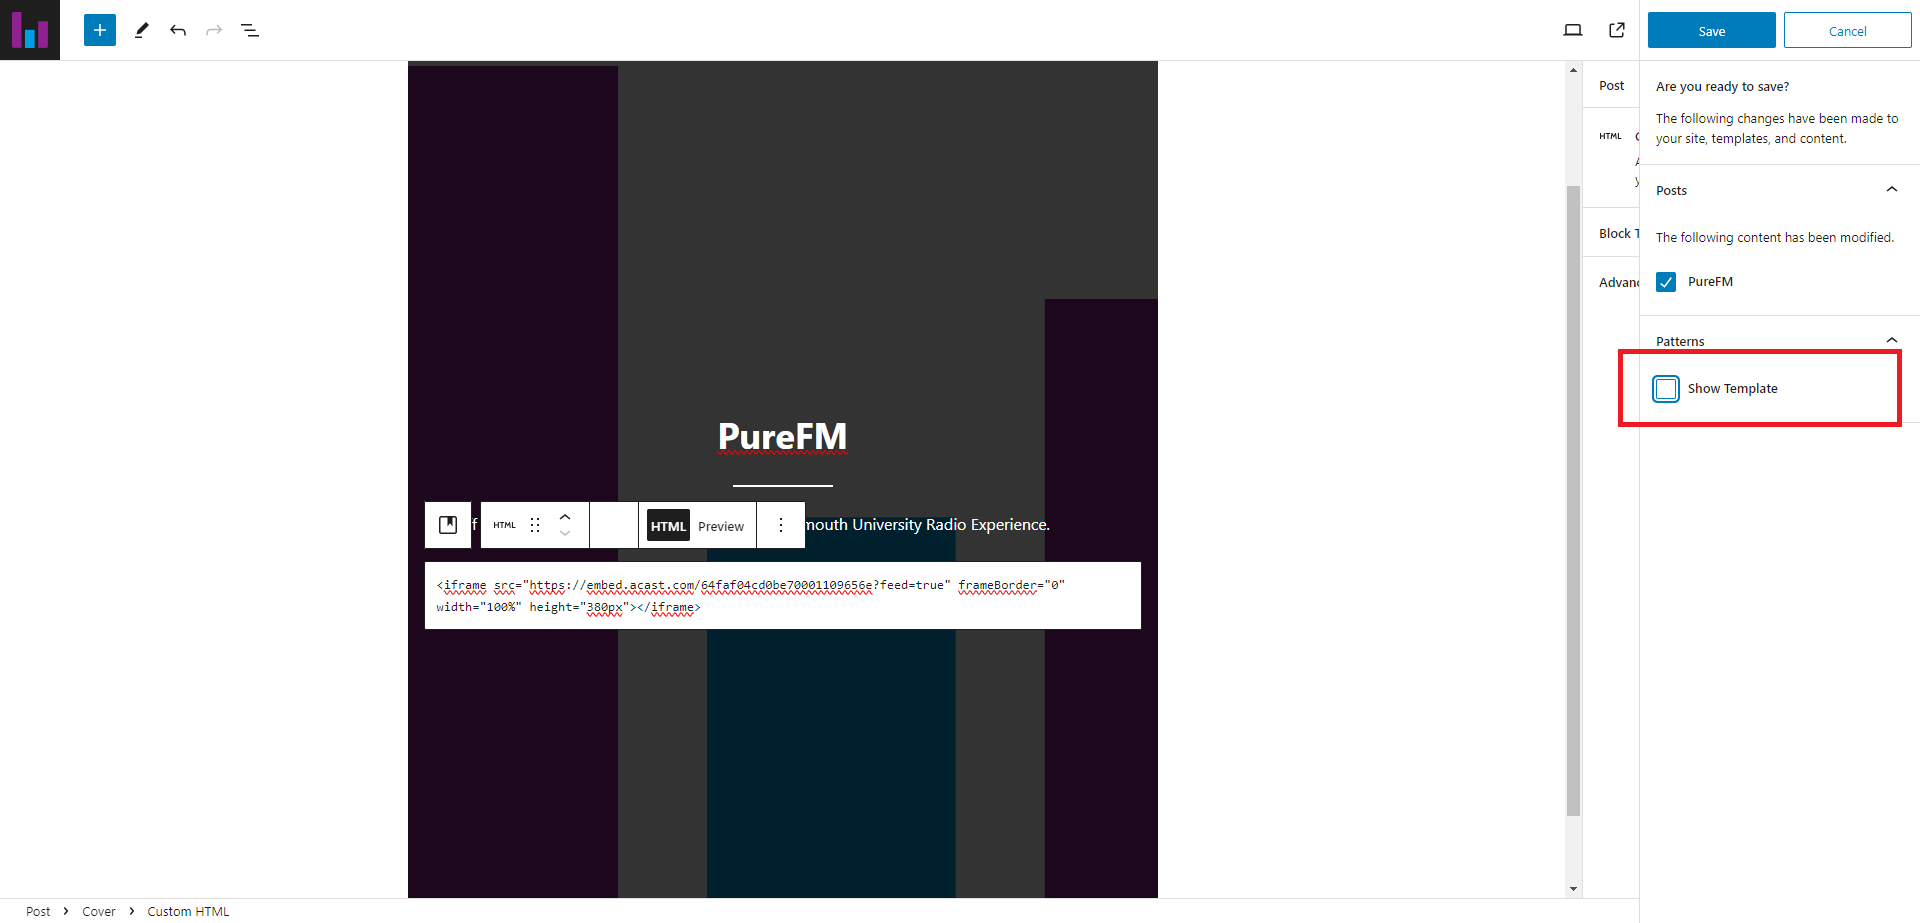 Save
Cancel
Post
Are you ready to save?
The following changes have been made to
your site, templates, and content.
HTML
Posts
Block T
The following content has been modified.
Advanc
PureFM
Patterns
Show Template
PureFM
f
HTML
HTML
Preview
mouth University Radio Experience.
<iframe src="https://embed.acast.com/64faf04cd0be70001109656e?feed=true" frameBorder="0"
width="100%" height="380px"></iframe>
Post
Cover
Custom HTML